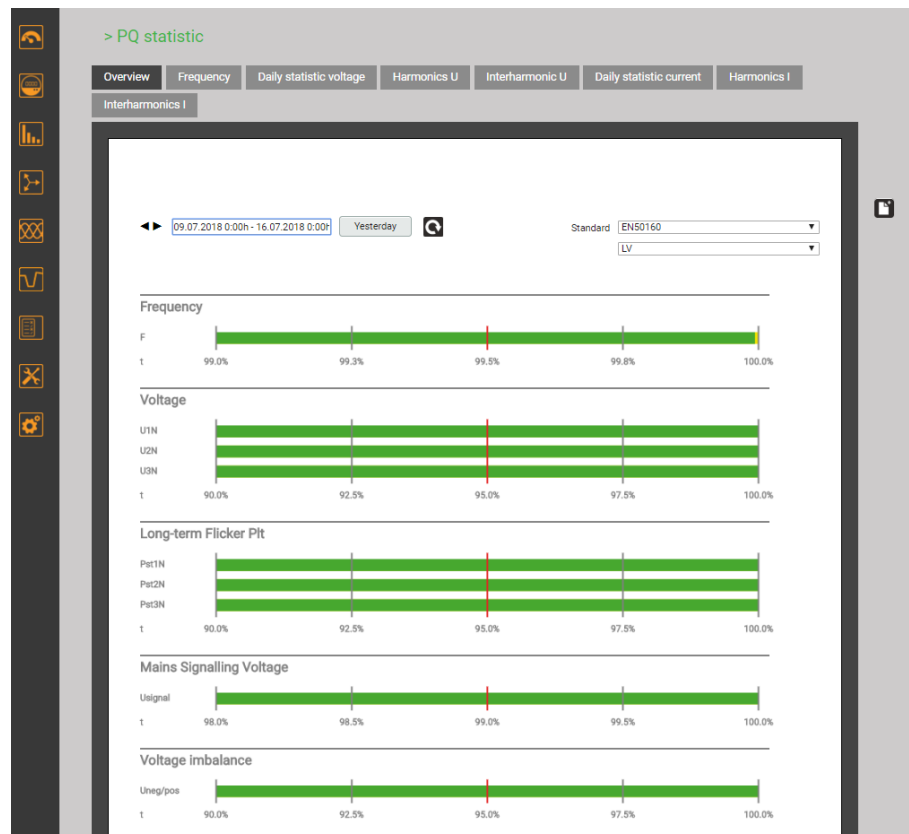 > PQ statistic
Overview Frequency Daily statistic voltage Harmonics U Interharmonic U Daily statistic current Harmonics I
Interharmonics I
09.07.2018 0:00h - 16.07.2018 0:00h Yesterday Standard EN50160
LV
Frequency
F
t 99.0% 99.3% 99.5% 99.8% 100.0%
Voltage
U1N
U2N
U3N
t 90.0% 92.5% 95.0% 97.5% 100.0%
Long-term Flicker Plt
Pst1N
Pst2N
Pst3N
t 90.0% 92.5% 95.0% 97.5% 100.0%
Mains Signalling Voltage
Usignal
t 98.0% 98.5% 99.0% 99.5% 100.0%
Voltage imbalance
Uneg/pos
t 90.0% 92.5% 95.0% 97.5% 100.0%